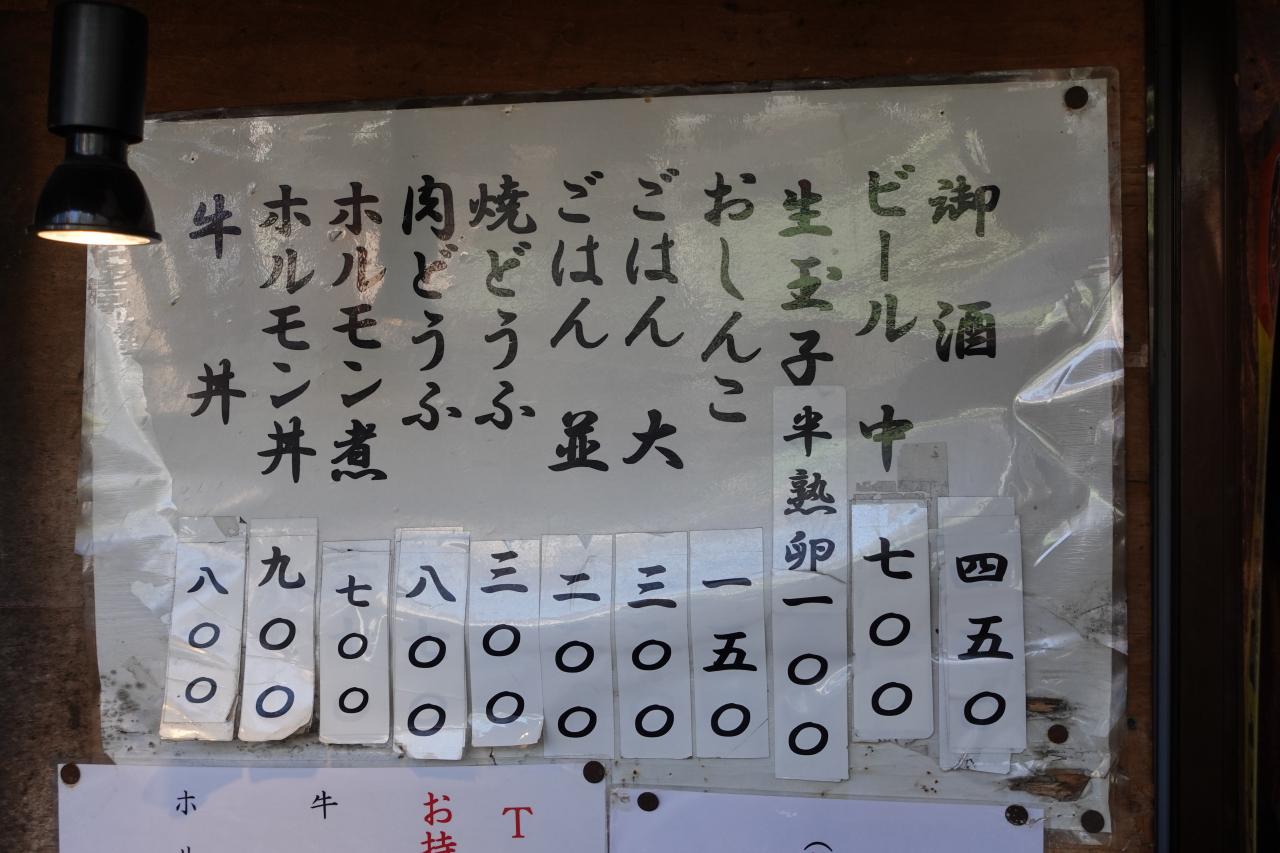 御酒 四五〇
ビール 中 七〇〇
生玉子 半熟卵 一〇〇
おしんこ 一五〇
ごはん 大 三〇〇
ごはん 並 二〇〇
焼どうふ 三〇〇
肉どうふ 八〇〇
ホルモン煮 七〇〇
ホルモン丼 九〇〇
牛丼 八〇〇
T
お持
牛
ホ